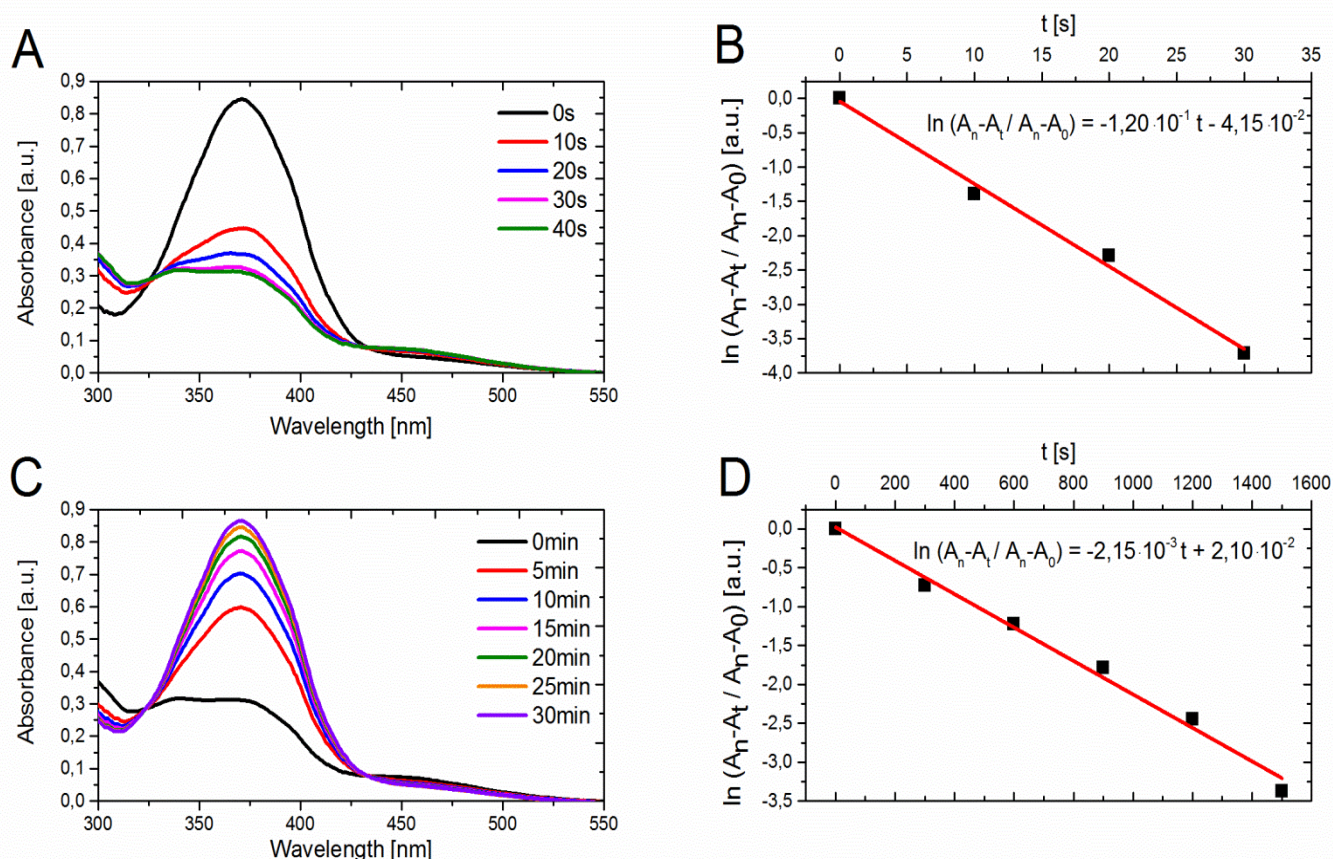 A
Absorbance [a.u.]
0,9
0,8
0,7
0,6
0,5
0,4
0,3
0,2
0,1
0,0
0s
10s
20s
30s
40s
300 350 400 450 500 550
Wavelength [nm]
B
t [s]
0 5 10 15 20 25 30 35
ln (An-At / An-A0) [a.u.]
0,0
-0,5
-1,0
-1,5
-2,0
-2,5
-3,0
-3,5
-4,0
ln (An-At / An-A0) = -1,20·10-1 t - 4,15·10-2
C
Absorbance [a.u.]
0,9
0,8
0,7
0,6
0,5
0,4
0,3
0,2
0,1
0,0
0min
5min
10min
15min
20min
25min
30min
300 350 400 450 500 550
Wavelength [nm]
D
t [s]
0 200 400 600 800 1000 1200 1400 1600
ln (An-At / An-A0) [a.u.]
0,0
-0,5
-1,0
-1,5
-2,0
-2,5
-3,0
-3,5
ln (An-At / An-A0) = -2,15·10-3 t + 2,10·10-2